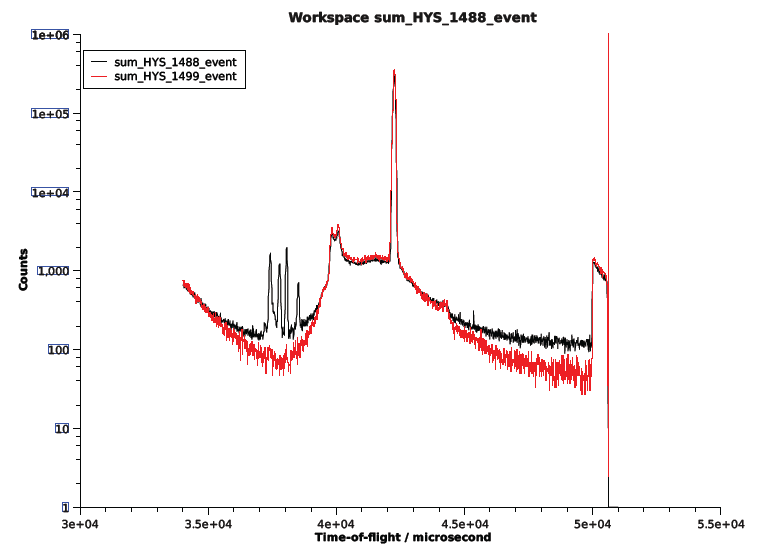 Workspace sum_HYS_1488_event
1e+06
sum_HYS_1488_event
sum_HYS_1499_event
1e+05
1e+04
Counts
1,000
100
10
1
3e+04 3.5e+04 4e+04 4.5e+04 5e+04 5.5e+04
Time-of-flight / microsecond